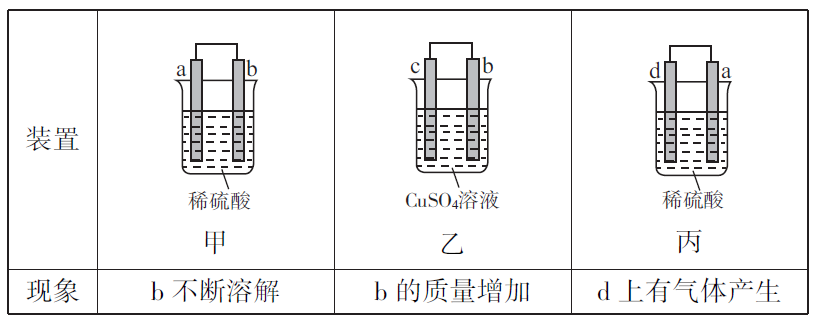 装置
a b
稀硫酸
甲
c b
CuSO₄溶液
乙
d a
稀硫酸
丙
现象
b 不断溶解
b 的质量增加
d 上有气体产生